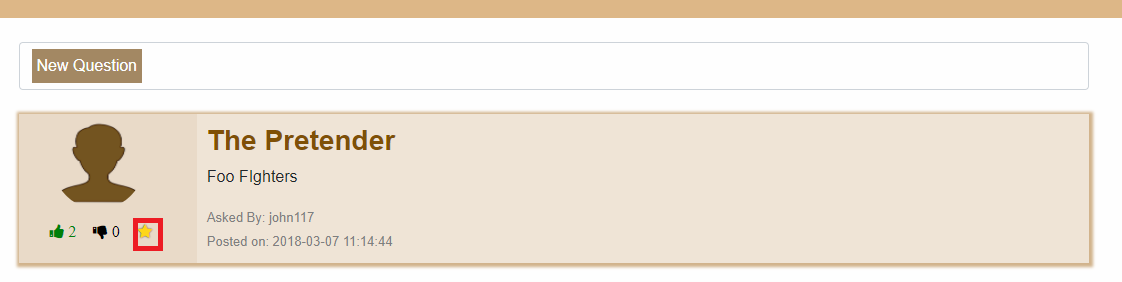 New Question
The Pretender
Foo FIghters
Asked By: john117
Posted on: 2018-03-07 11:14:44
2 0